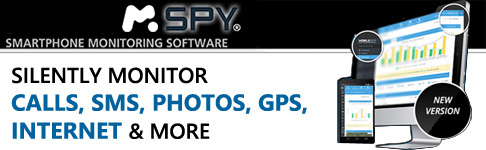 mSPY®
SMARTPHONE MONITORING SOFTWARE
SILENTLY MONITOR
CALLS, SMS, PHOTOS, GPS,
INTERNET & MORE
NEW
VERSION